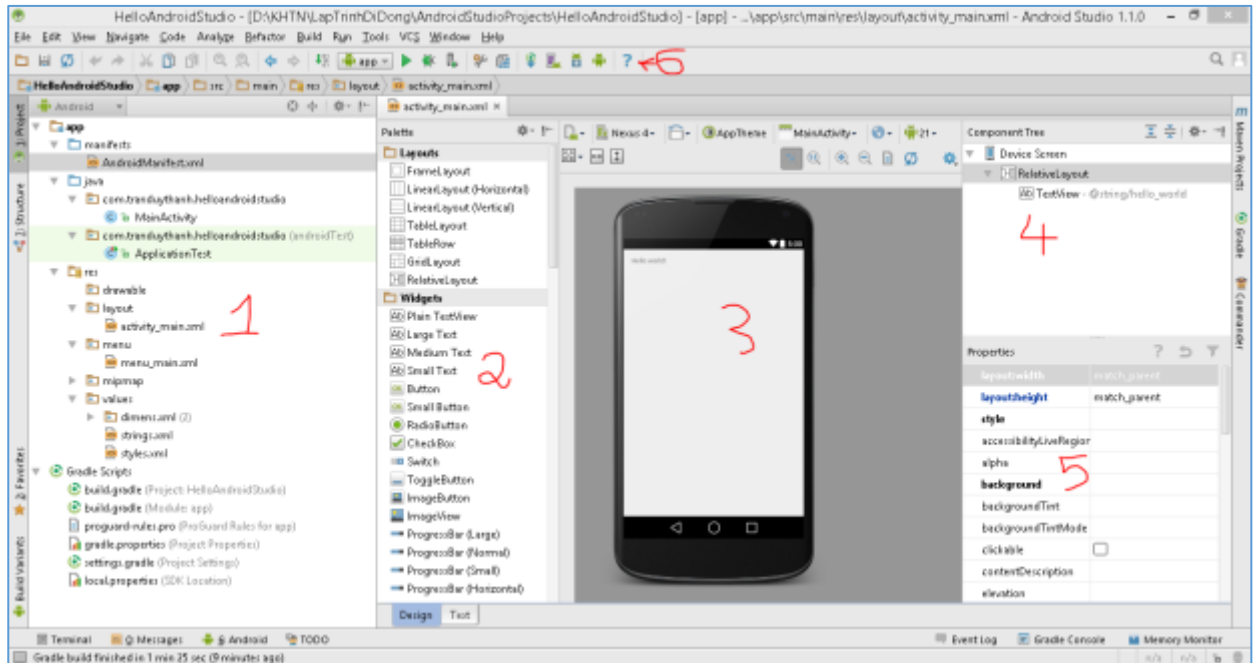 HelloAndroidStudio - [D:\KHTN\LapTrinhDiDong\AndroidStudioProjects\HelloAndroidStudio] - [app] - ...\app\src\main\res\layout\activity_main.xml - Android Studio 1.1.0
File Edit View Navigate Code Analyze Refactor Build Run Tools VCS Window Help
app
? 6
HelloAndroidStudio app src main res layout activity_main.xml
1: Project
7: Structure
2: Favorites
Build Variants
Android
app
manifests
AndroidManifest.xml
java
com.tranduythanh.helloandroidstudio
MainActivity
com.tranduythanh.helloandroidstudio (androidTest)
ApplicationTest
res
drawable
layout
activity_main.xml
menu
menu_main.xml
mipmap
values
dimens.xml (2)
strings.xml
styles.xml
Gradle Scripts
build.gradle (Project: HelloAndroidStudio)
build.gradle (Module: app)
proguard-rules.pro (ProGuard Rules for app)
gradle.properties (Project Properties)
settings.gradle (Project Settings)
local.properties (SDK Location)
1
activity_main.xml
Palette
Layouts
FrameLayout
LinearLayout (Horizontal)
LinearLayout (Vertical)
TableLayout
TableRow
GridLayout
RelativeLayout
Widgets
Plain TextView
Large Text
Medium Text
Small Text
Button
Small Button
RadioButton
CheckBox
Switch
ToggleButton
ImageButton
ImageView
ProgressBar (Large)
ProgressBar (Normal)
ProgressBar (Small)
ProgressBar (Horizontal)
2
Design Text
Nexus 4 AppTheme MainActivity 21
5:00
Hello world!
3
Component Tree
Device Screen
RelativeLayout
TextView - @string/hello_world
4
Properties
layout:width match_parent
layout:height match_parent
style
accessibilityLiveRegion
alpha
background
backgroundTint
backgroundTintMode
clickable
contentDescription
elevation
5
Maven Projects
Gradle
Commander
Terminal 0: Messages 6: Android TODO
Event Log Gradle Console Memory Monitor
Gradle build finished in 1 min 25 sec (9 minutes ago)
n/a n/a